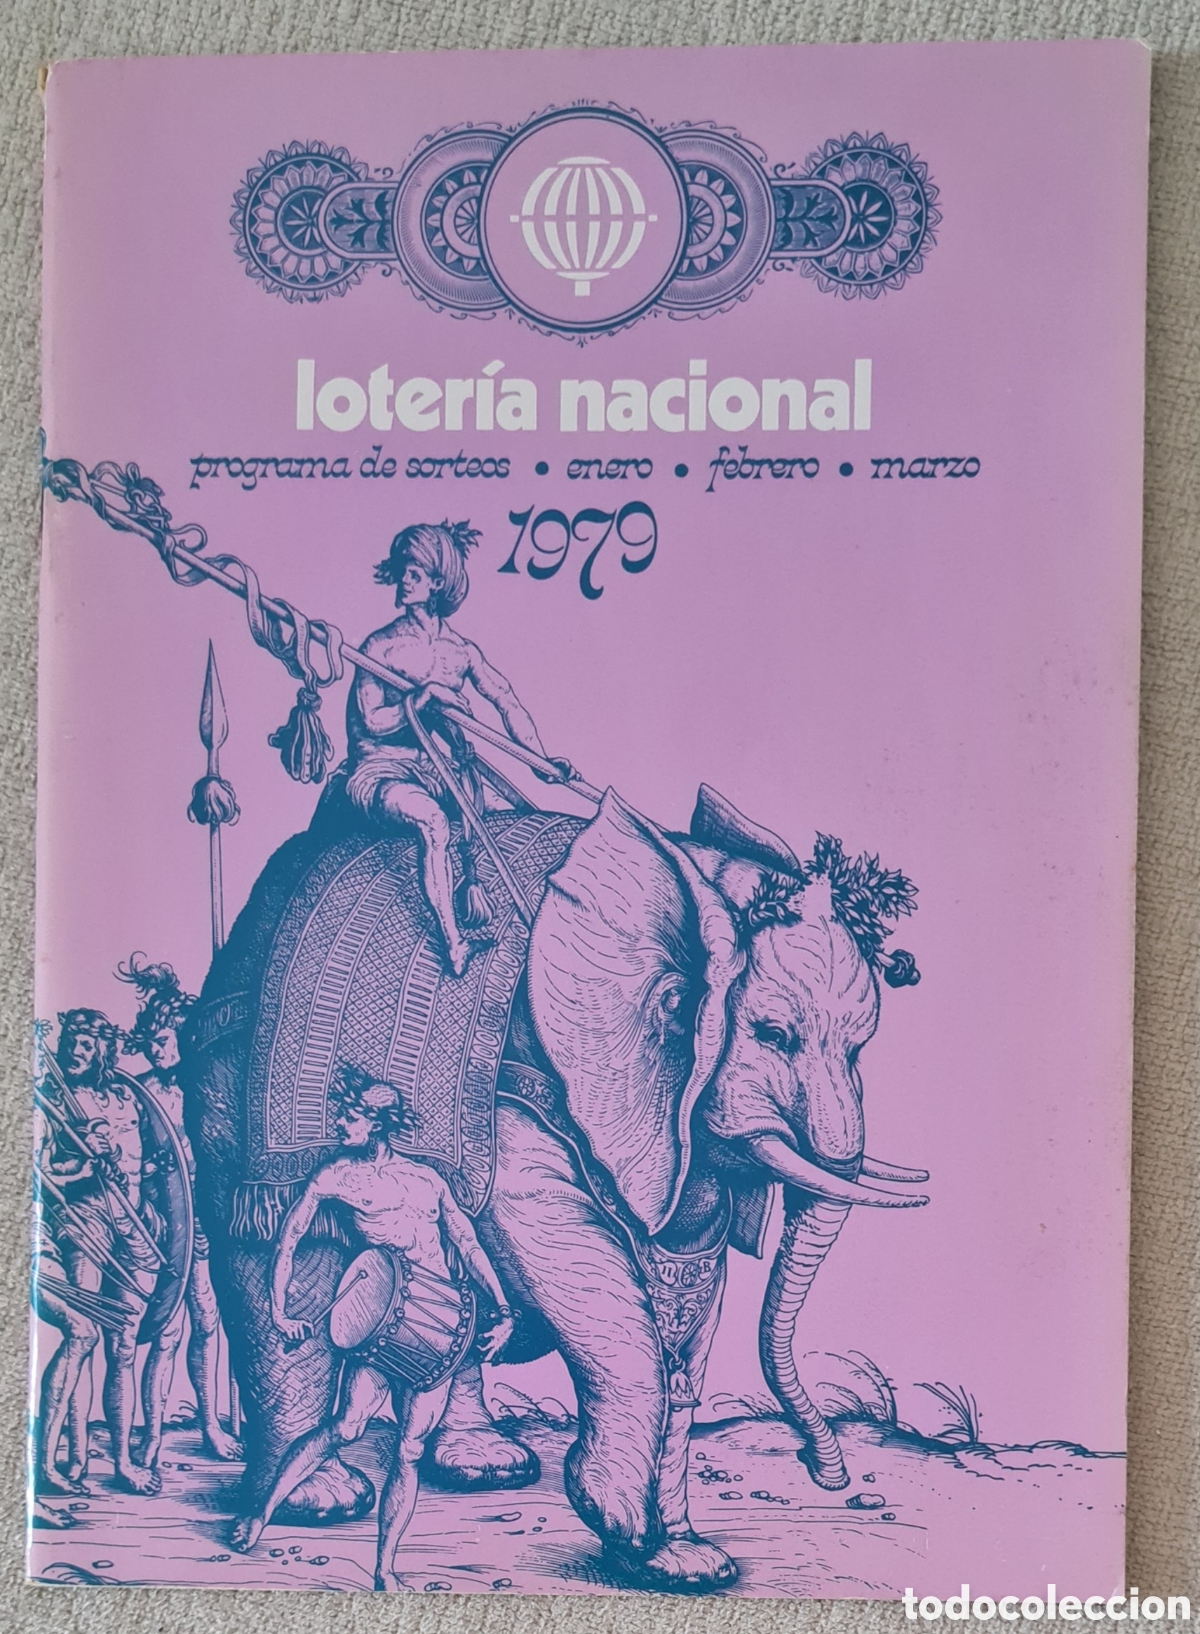 lotería nacional
programa de sorteos • enero • febrero • marzo
1979
todocoleccion